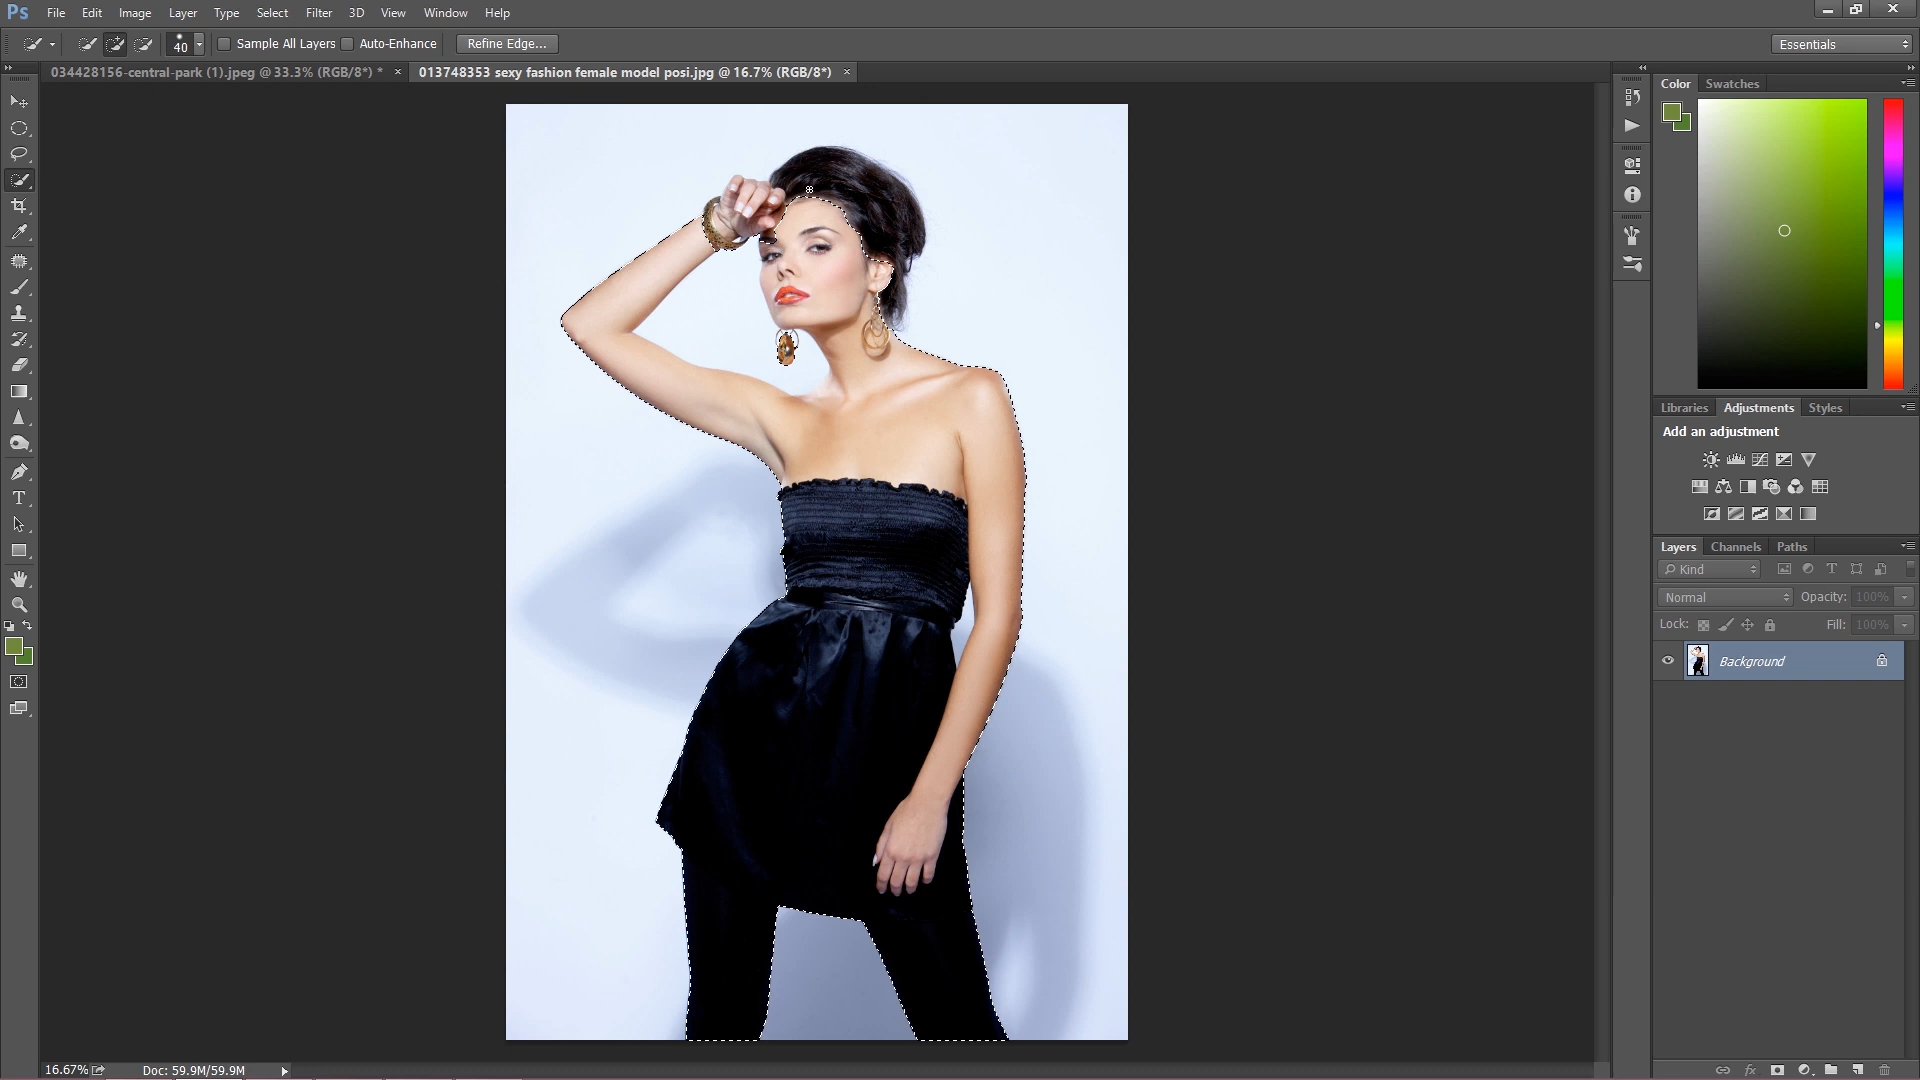 Ps File Edit Image Layer Type Select Filter 3D View Window Help
40 Sample All Layers Auto-Enhance Refine Edge... Essentials
034428156-central-park (1).jpeg @ 33.3% (RGB/8*) * × 013748353 sexy fashion female model posi.jpg @ 16.7% (RGB/8*) ×
Color Swatches
Libraries Adjustments Styles
Add an adjustment
Layers Channels Paths
Kind
Normal Opacity: 100%
Lock: Fill: 100%
Background
16.67% Doc: 59.9M/59.9M